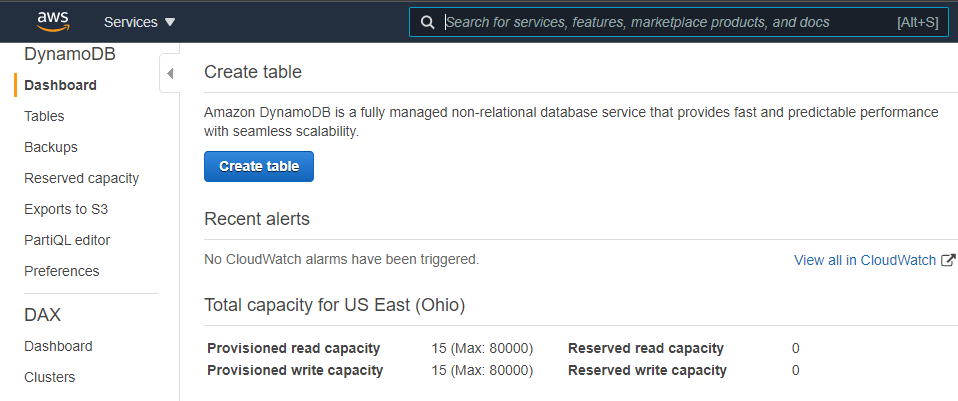 aws Services Search for services, features, marketplace products, and docs [Alt+S]
DynamoDB
Dashboard
Tables
Backups
Reserved capacity
Exports to S3
PartiQL editor
Preferences
DAX
Dashboard
Clusters
Create table
Amazon DynamoDB is a fully managed non-relational database service that provides fast and predictable performance
with seamless scalability.
Create table
Recent alerts
No CloudWatch alarms have been triggered. View all in CloudWatch
Total capacity for US East (Ohio)
Provisioned read capacity 15 (Max: 80000) Reserved read capacity 0
Provisioned write capacity 15 (Max: 80000) Reserved write capacity 0